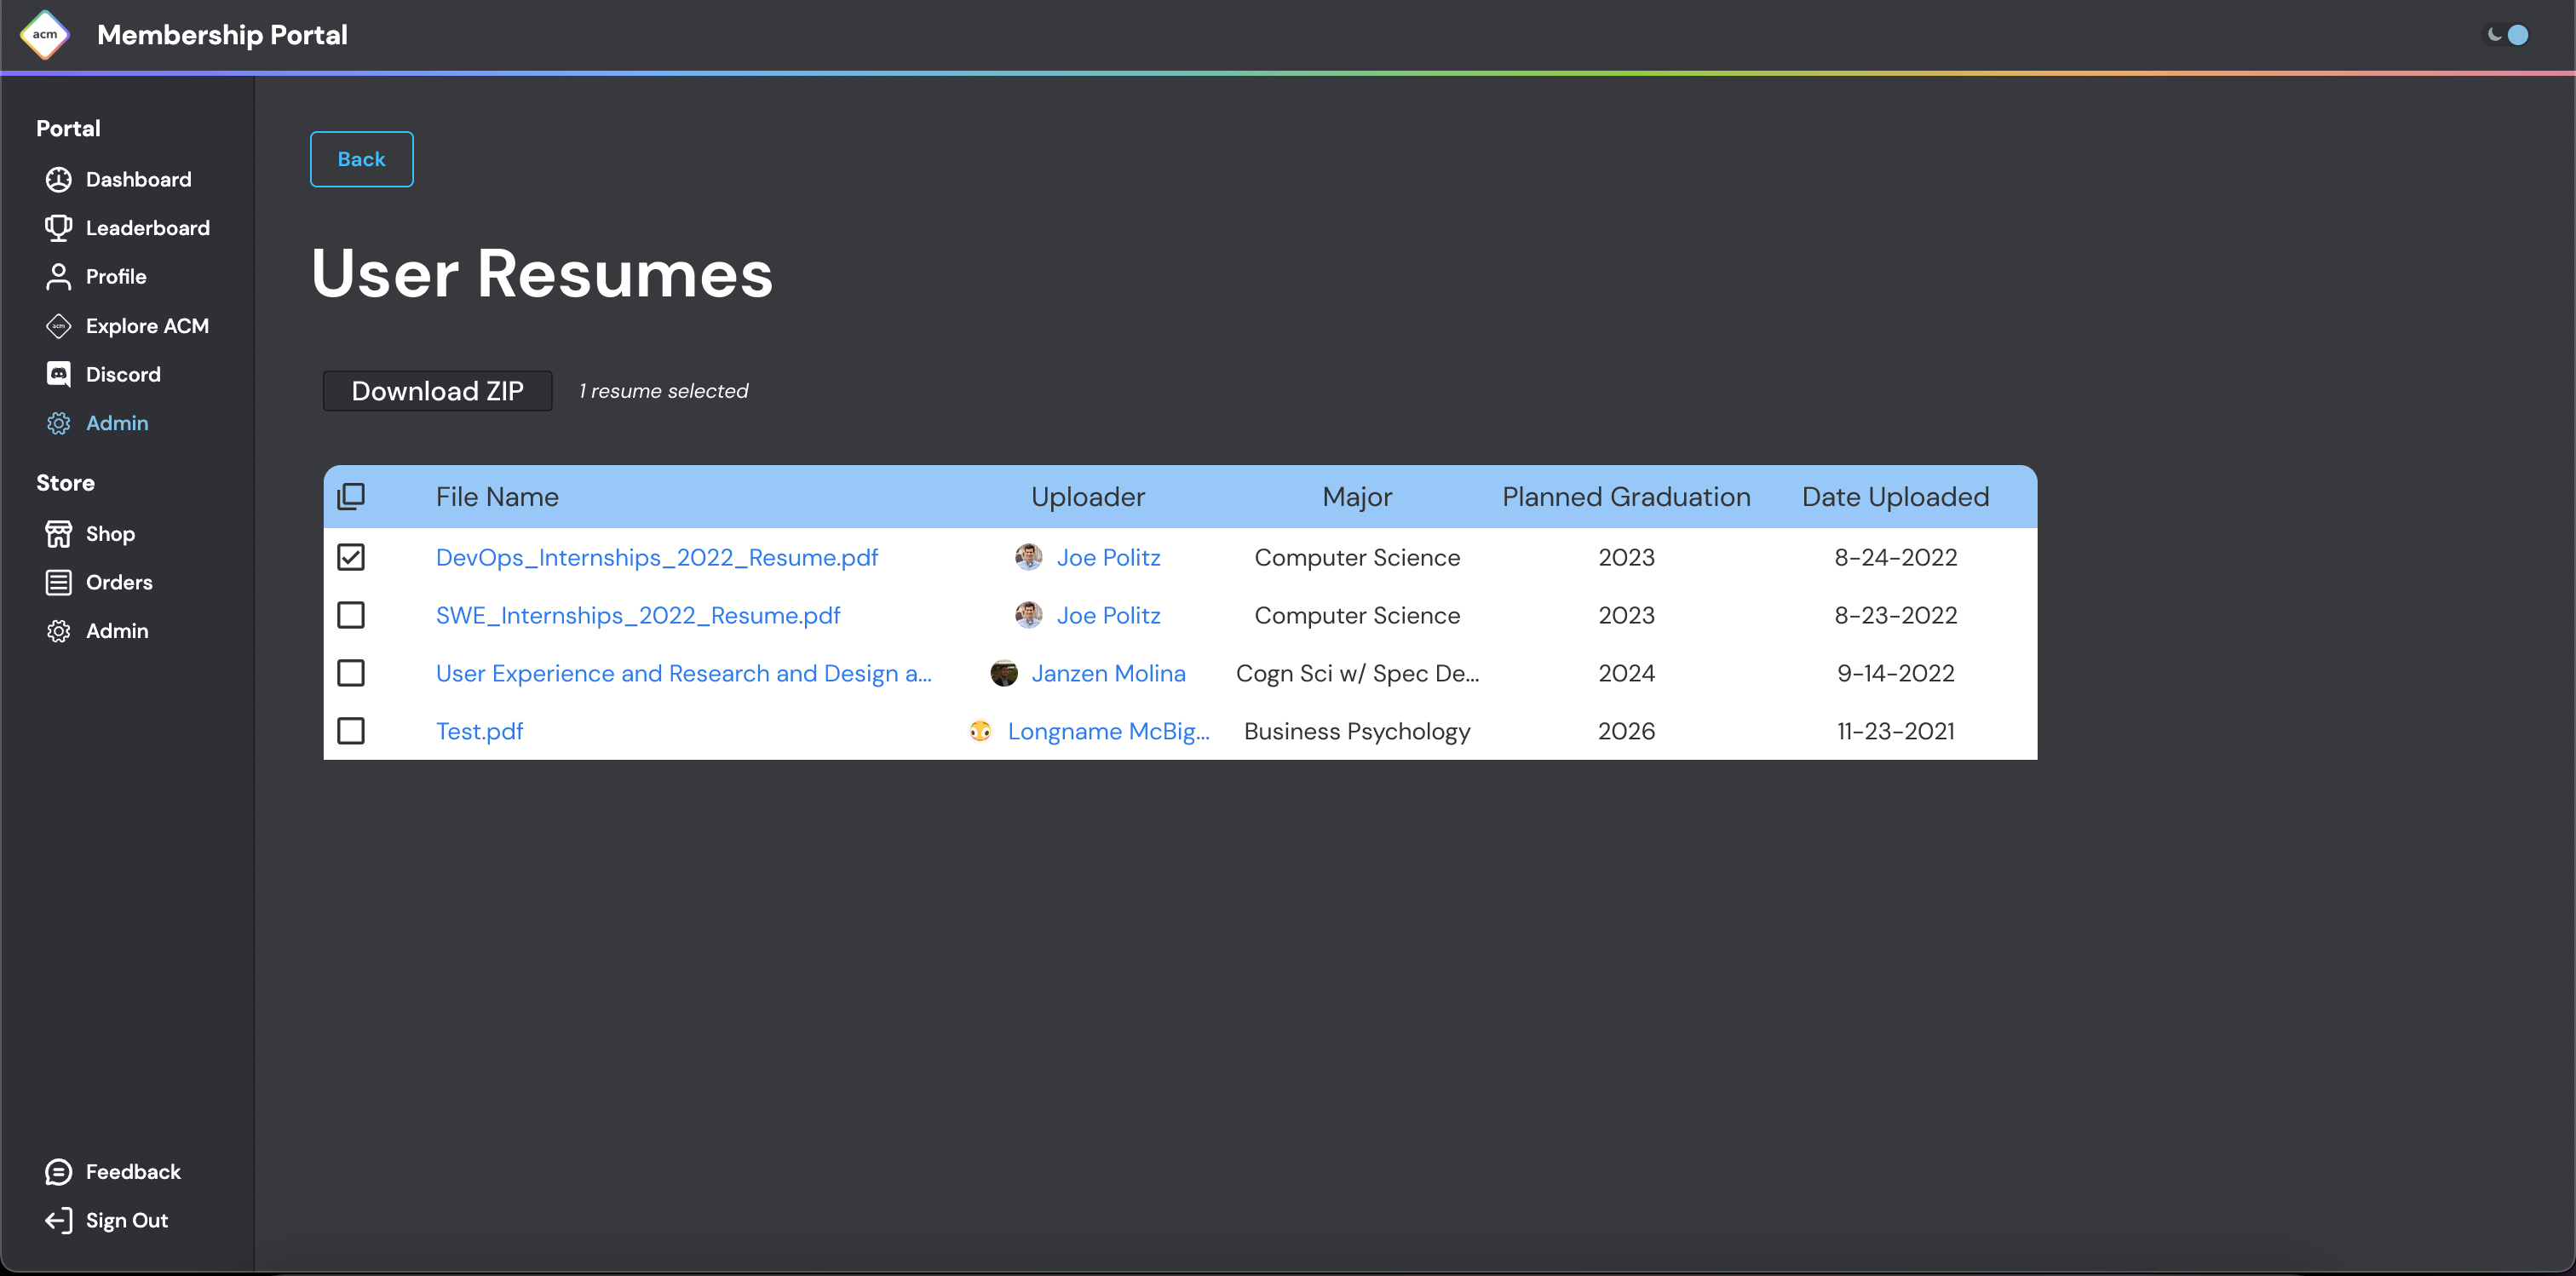 acm
Membership Portal
Portal
Dashboard
Leaderboard
Profile
acm
Explore ACM
Discord
Admin
Store
Shop
Orders
Admin
Feedback
Sign Out
Back
User Resumes
Download ZIP
1 resume selected
File Name Uploader Major Planned Graduation Date Uploaded
DevOps_Internships_2022_Resume.pdf Joe Politz Computer Science 2023 8-24-2022
SWE_Internships_2022_Resume.pdf Joe Politz Computer Science 2023 8-23-2022
User Experience and Research and Design a... Janzen Molina Cogn Sci w/ Spec De... 2024 9-14-2022
Test.pdf Longname McBig... Business Psychology 2026 11-23-2021